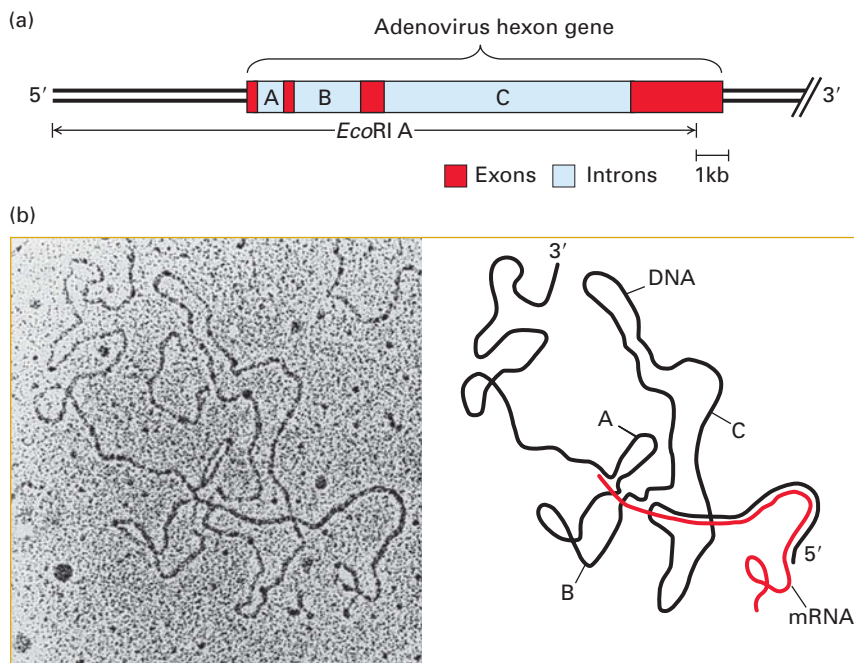 (a)
Adenovirus hexon gene
5′ A B C 3′
EcoRI A
Exons Introns 1kb
(b)
3′
DNA
A
C
5′
B
mRNA